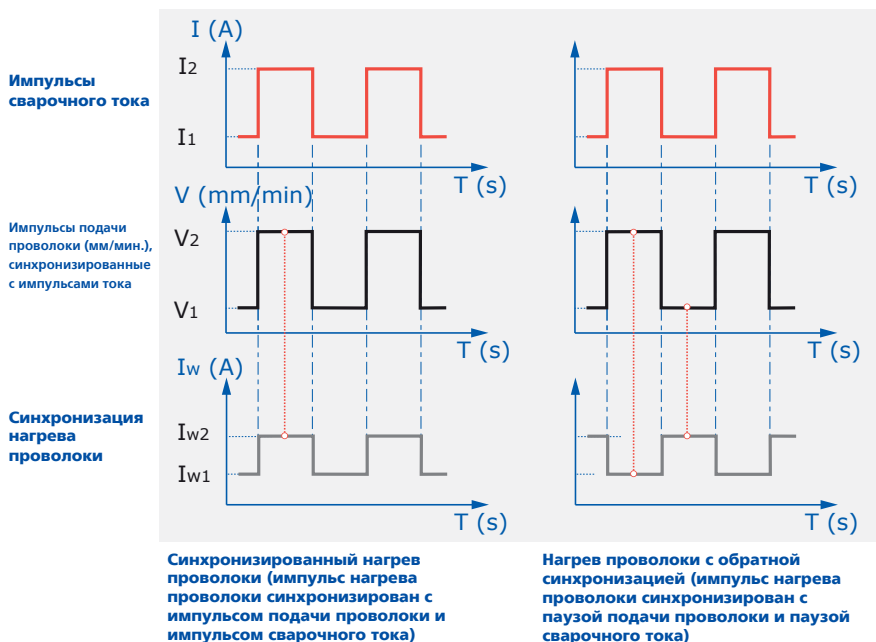 I (A)
Импульсы
сварочного тока
I2
I1
T (s)
T (s)
V (mm/min)
Импульсы подачи
проволоки (мм/мин.),
синхронизированные
с импульсами тока
V2
V1
T (s)
T (s)
Iw (A)
Синхронизация
нагрева
проволоки
Iw2
Iw1
T (s)
T (s)
Синхронизированный нагрев
проволоки (импульс нагрева
проволоки синхронизирован с
импульсом подачи проволоки и
импульсом сварочного тока)
Нагрев проволоки с обратной
синхронизацией (импульс нагрева
проволоки синхронизирован с
паузой подачи проволоки и паузой
сварочного тока)